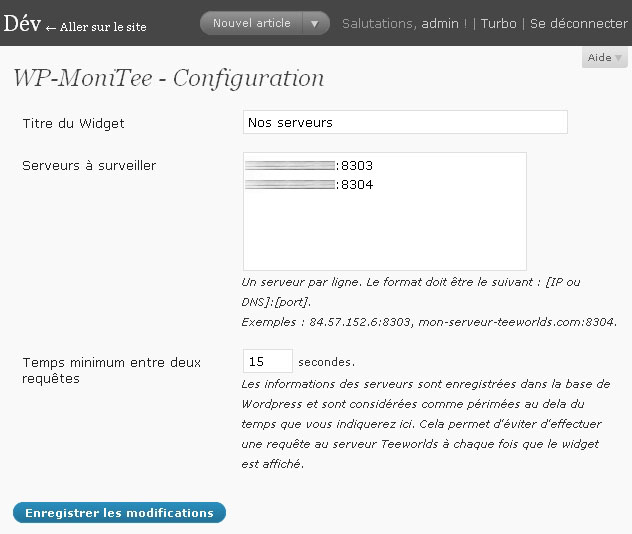 Dév ← Aller sur le site Nouvel article ▼ Salutations, admin ! | Turbo | Se déconnecter
Aide ▼
WP-MoniTee - Configuration
Titre du Widget Nos serveurs
Serveurs à surveiller :8303
:8304
Un serveur par ligne. Le format doit être le suivant : [IP ou
DNS]:[port].
Exemples : 84.57.152.6:8303, mon-serveur-teeworlds.com:8304.
Temps minimum entre deux 15 secondes.
requêtes
Les informations des serveurs sont enregistrées dans la base de
Wordpress et sont considérées comme périmées au dela du
temps que vous indiquerez ici. Cela permet d'éviter d'effectuer
une requête au serveur Teeworlds à chaque fois que le widget
est affiché.
Enregistrer les modifications